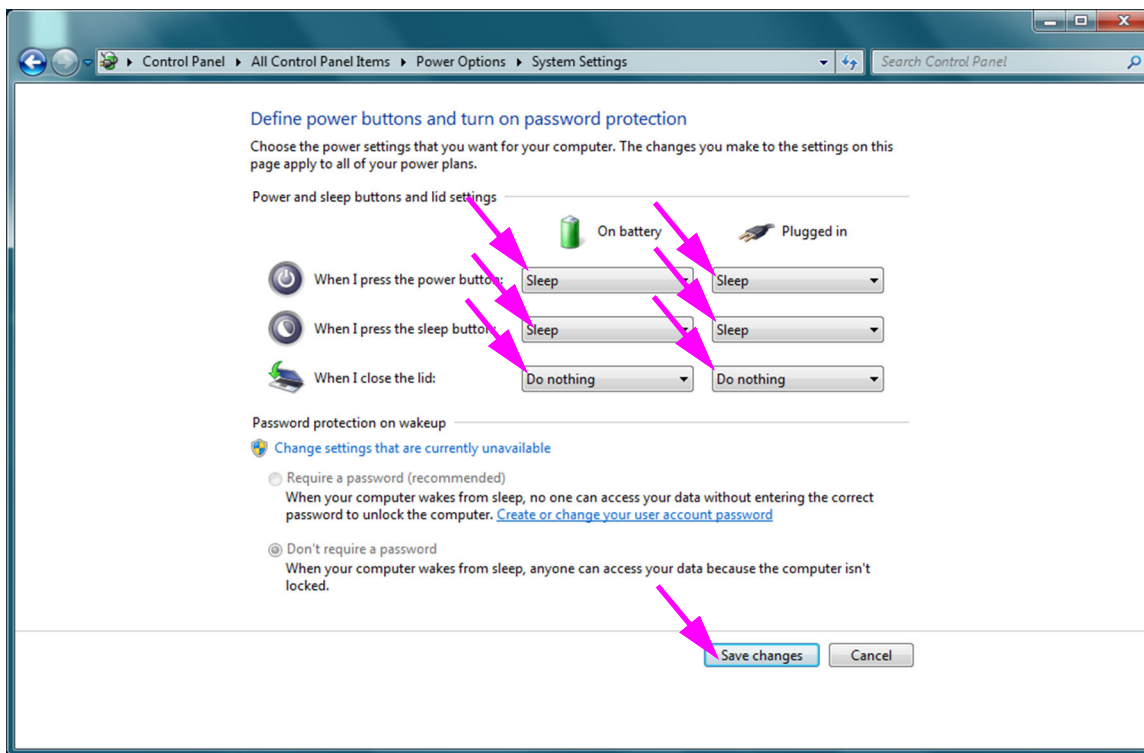 Control Panel ▸ All Control Panel Items ▸ Power Options ▸ System Settings
Search Control Panel
Define power buttons and turn on password protection
Choose the power settings that you want for your computer. The changes you make to the settings on this
page apply to all of your power plans.
Power and sleep buttons and lid settings
On battery
Plugged in
When I press the power button:
Sleep
Sleep
When I press the sleep button:
Sleep
Sleep
When I close the lid:
Do nothing
Do nothing
Password protection on wakeup
Change settings that are currently unavailable
Require a password (recommended)
When your computer wakes from sleep, no one can access your data without entering the correct
password to unlock the computer. Create or change your user account password
Don't require a password
When your computer wakes from sleep, anyone can access your data because the computer isn't
locked.
Save changes
Cancel